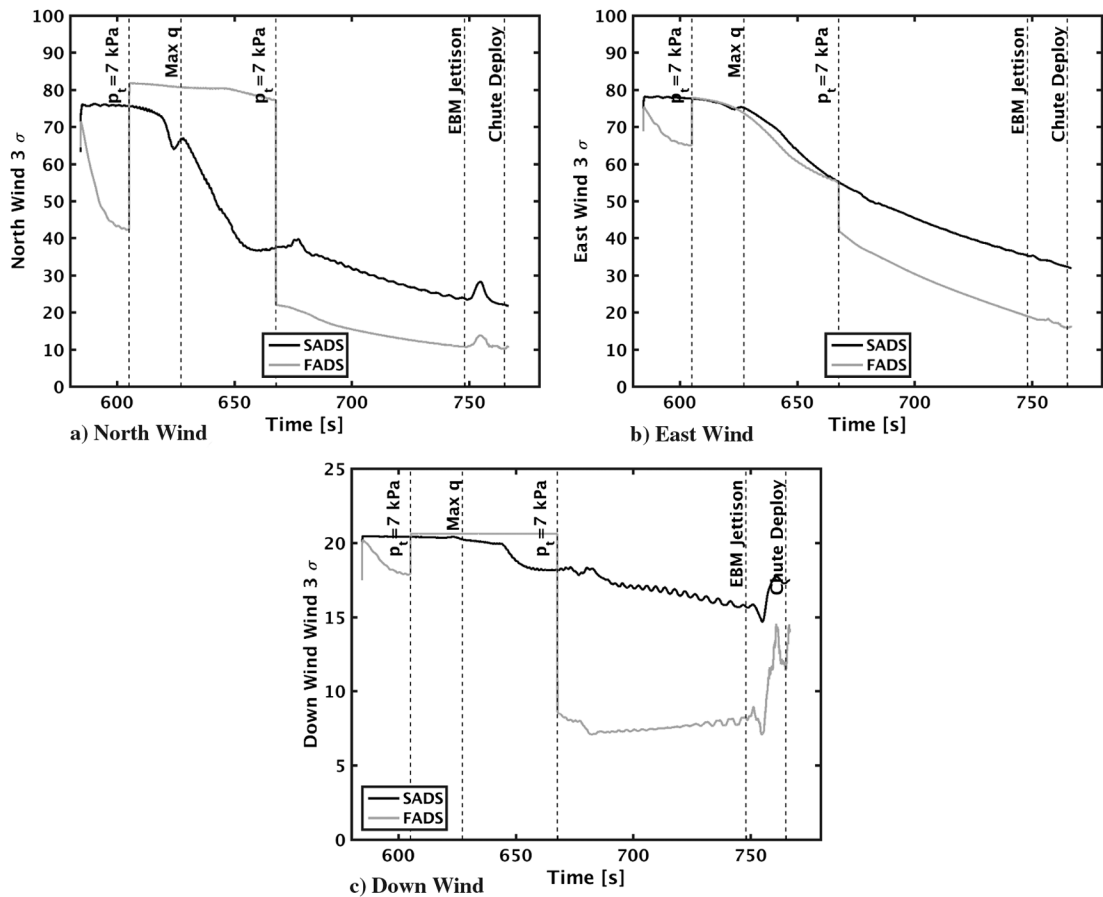 100
90
80
70
60
50
40
30
20
10
0
North Wind 3 σ
p_t=7 kPa
Max q
p_t=7 kPa
EBM Jettison
Chute Deploy
SADS
FADS
600
650
700
750
Time [s]
a) North Wind
100
90
80
70
60
50
40
30
20
10
0
East Wind 3 σ
p_t=7 kPa
Max q
p_t=7 kPa
EBM Jettison
Chute Deploy
SADS
FADS
600
650
700
750
Time [s]
b) East Wind
25
20
15
10
5
0
Down Wind Wind 3 σ
p_t=7 kPa
Max q
p_t=7 kPa
EBM Jettison
Chute Deploy
SADS
FADS
600
650
700
750
Time [s]
c) Down Wind